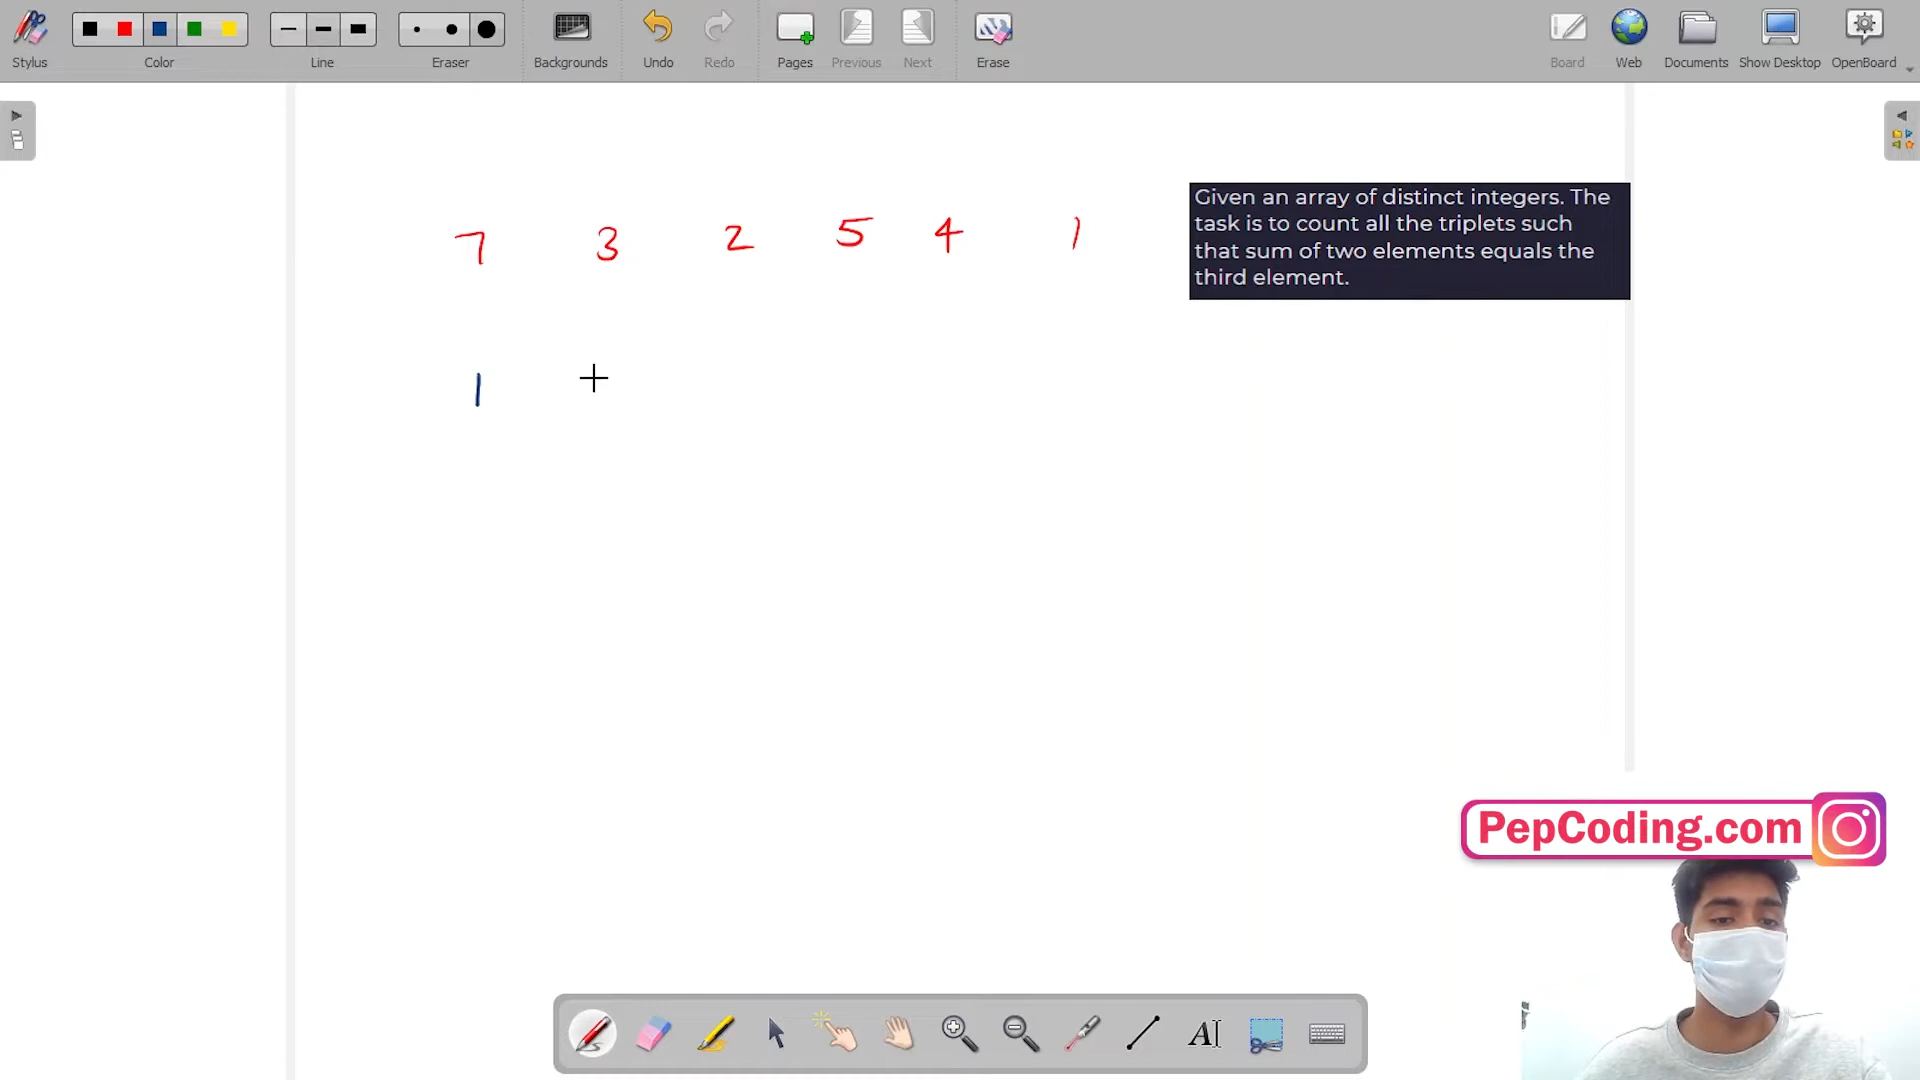 Stylus Color Line Eraser Backgrounds Undo Redo Pages Previous Next Erase Board Web Documents Show Desktop OpenBoard
7 3 2 5 4 1
Given an array of distinct integers. The
task is to count all the triplets such
that sum of two elements equals the
third element.
1
PepCoding.com